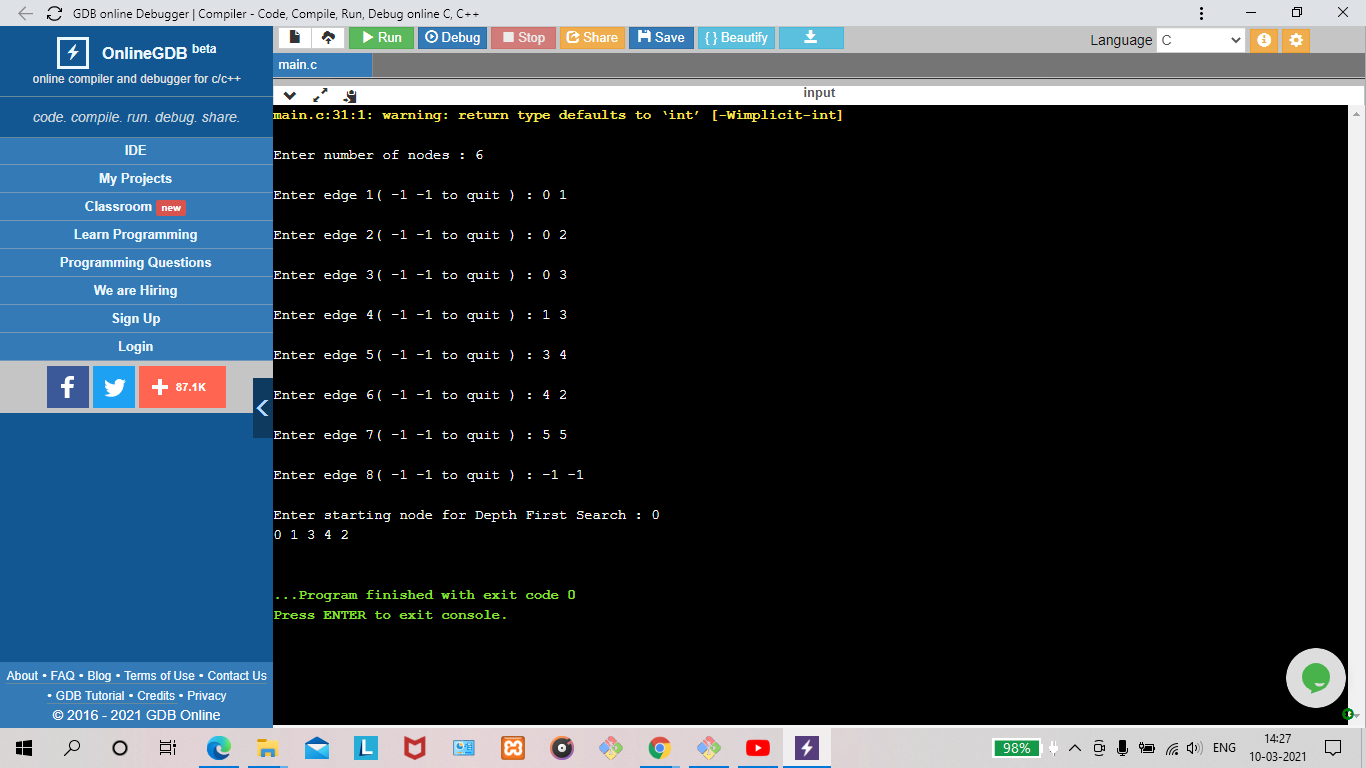 GDB online Debugger | Compiler - Code, Compile, Run, Debug online C, C++
OnlineGDB beta
online compiler and debugger for c/c++
code. compile. run. debug. share.
IDE
My Projects
Classroom new
Learn Programming
Programming Questions
We are Hiring
Sign Up
Login
87.1K
About • FAQ • Blog • Terms of Use • Contact Us
• GDB Tutorial • Credits • Privacy
© 2016 - 2021 GDB Online
Run Debug Stop Share Save { } Beautify Language C
main.c
input
main.c:31:1: warning: return type defaults to ‘int’ [-Wimplicit-int]
Enter number of nodes : 6
Enter edge 1( -1 -1 to quit ) : 0 1
Enter edge 2( -1 -1 to quit ) : 0 2
Enter edge 3( -1 -1 to quit ) : 0 3
Enter edge 4( -1 -1 to quit ) : 1 3
Enter edge 5( -1 -1 to quit ) : 3 4
Enter edge 6( -1 -1 to quit ) : 4 2
Enter edge 7( -1 -1 to quit ) : 5 5
Enter edge 8( -1 -1 to quit ) : -1 -1
Enter starting node for Depth First Search : 0
0 1 3 4 2
...Program finished with exit code 0
Press ENTER to exit console.
98% ENG 14:27
10-03-2021